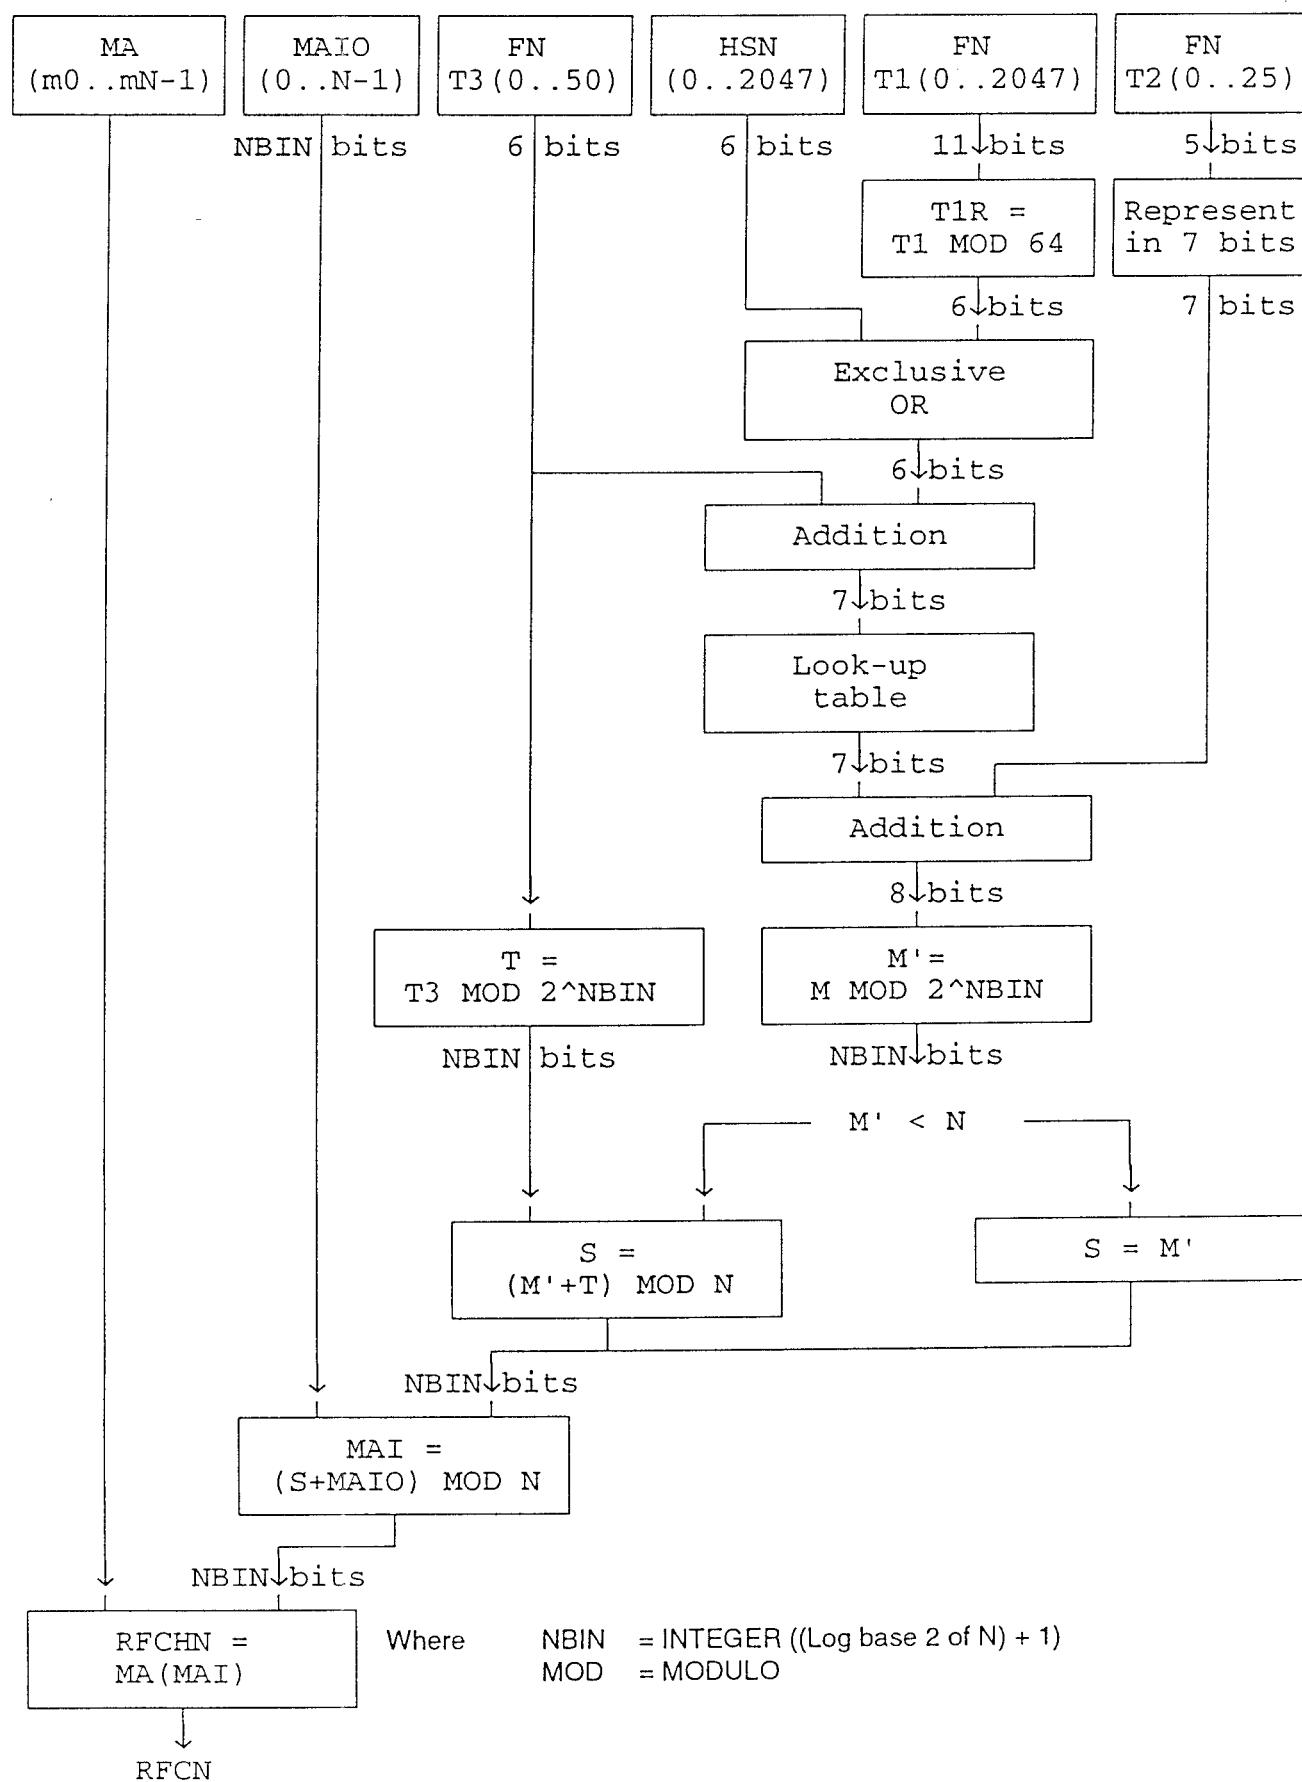 MA
(m0..mN-1)
MAIO
(0..N-1)
FN
T3(0..50)
HSN
(0..2047)
FN
T1(0..2047)
FN
T2(0..25)
NBIN bits
6 bits
6 bits
11 bits
5 bits
T1R =
T1 MOD 64
Represent
in 7 bits
6 bits
7 bits
Exclusive
OR
6 bits
Addition
7 bits
Look-up
table
7 bits
Addition
8 bits
T =
T3 MOD 2^NBIN
M'=
M MOD 2^NBIN
NBIN bits
NBIN bits
M' < N
S =
(M'+T) MOD N
S = M'
NBIN bits
MAI =
(S+MAIO) MOD N
NBIN bits
RFCHN =
MA(MAI)
Where NBIN = INTEGER ((Log base 2 of N) + 1)
MOD = MODULO
RFCN